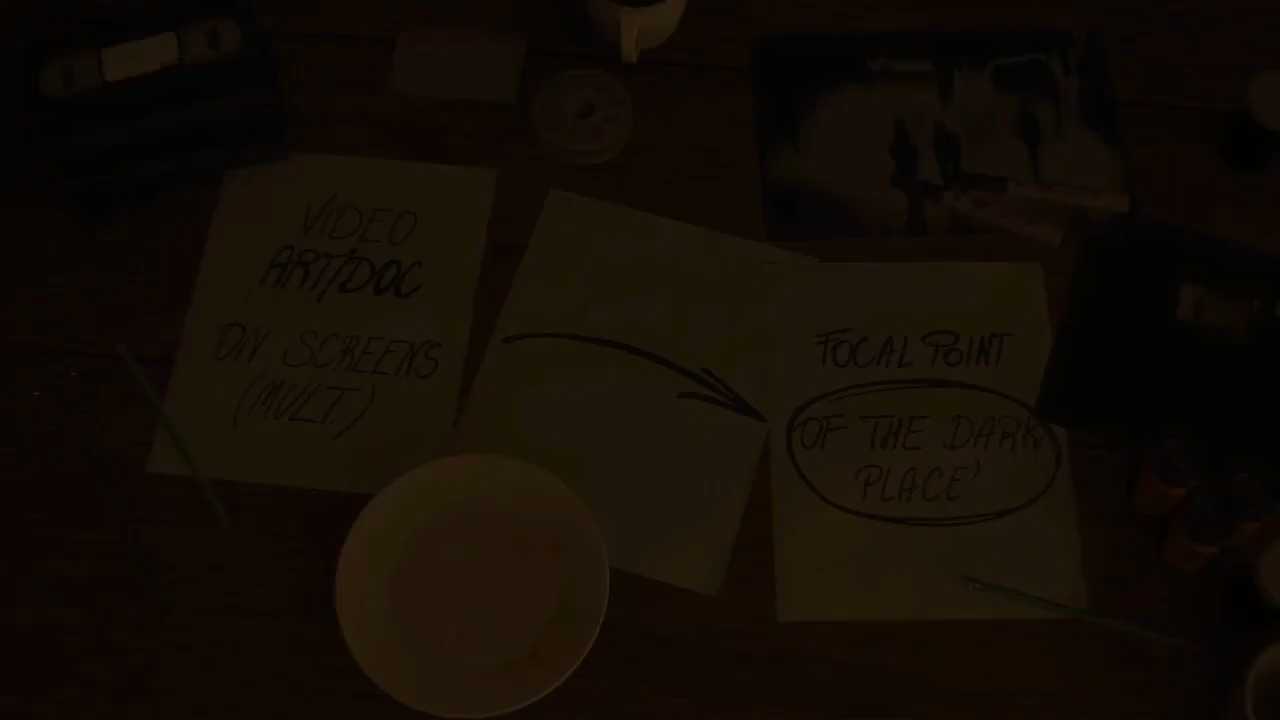 VIDEO
ART/DOC
ON SCREENS
(MULT.)
FOCAL POINT
OF THE DARK
PLACE'